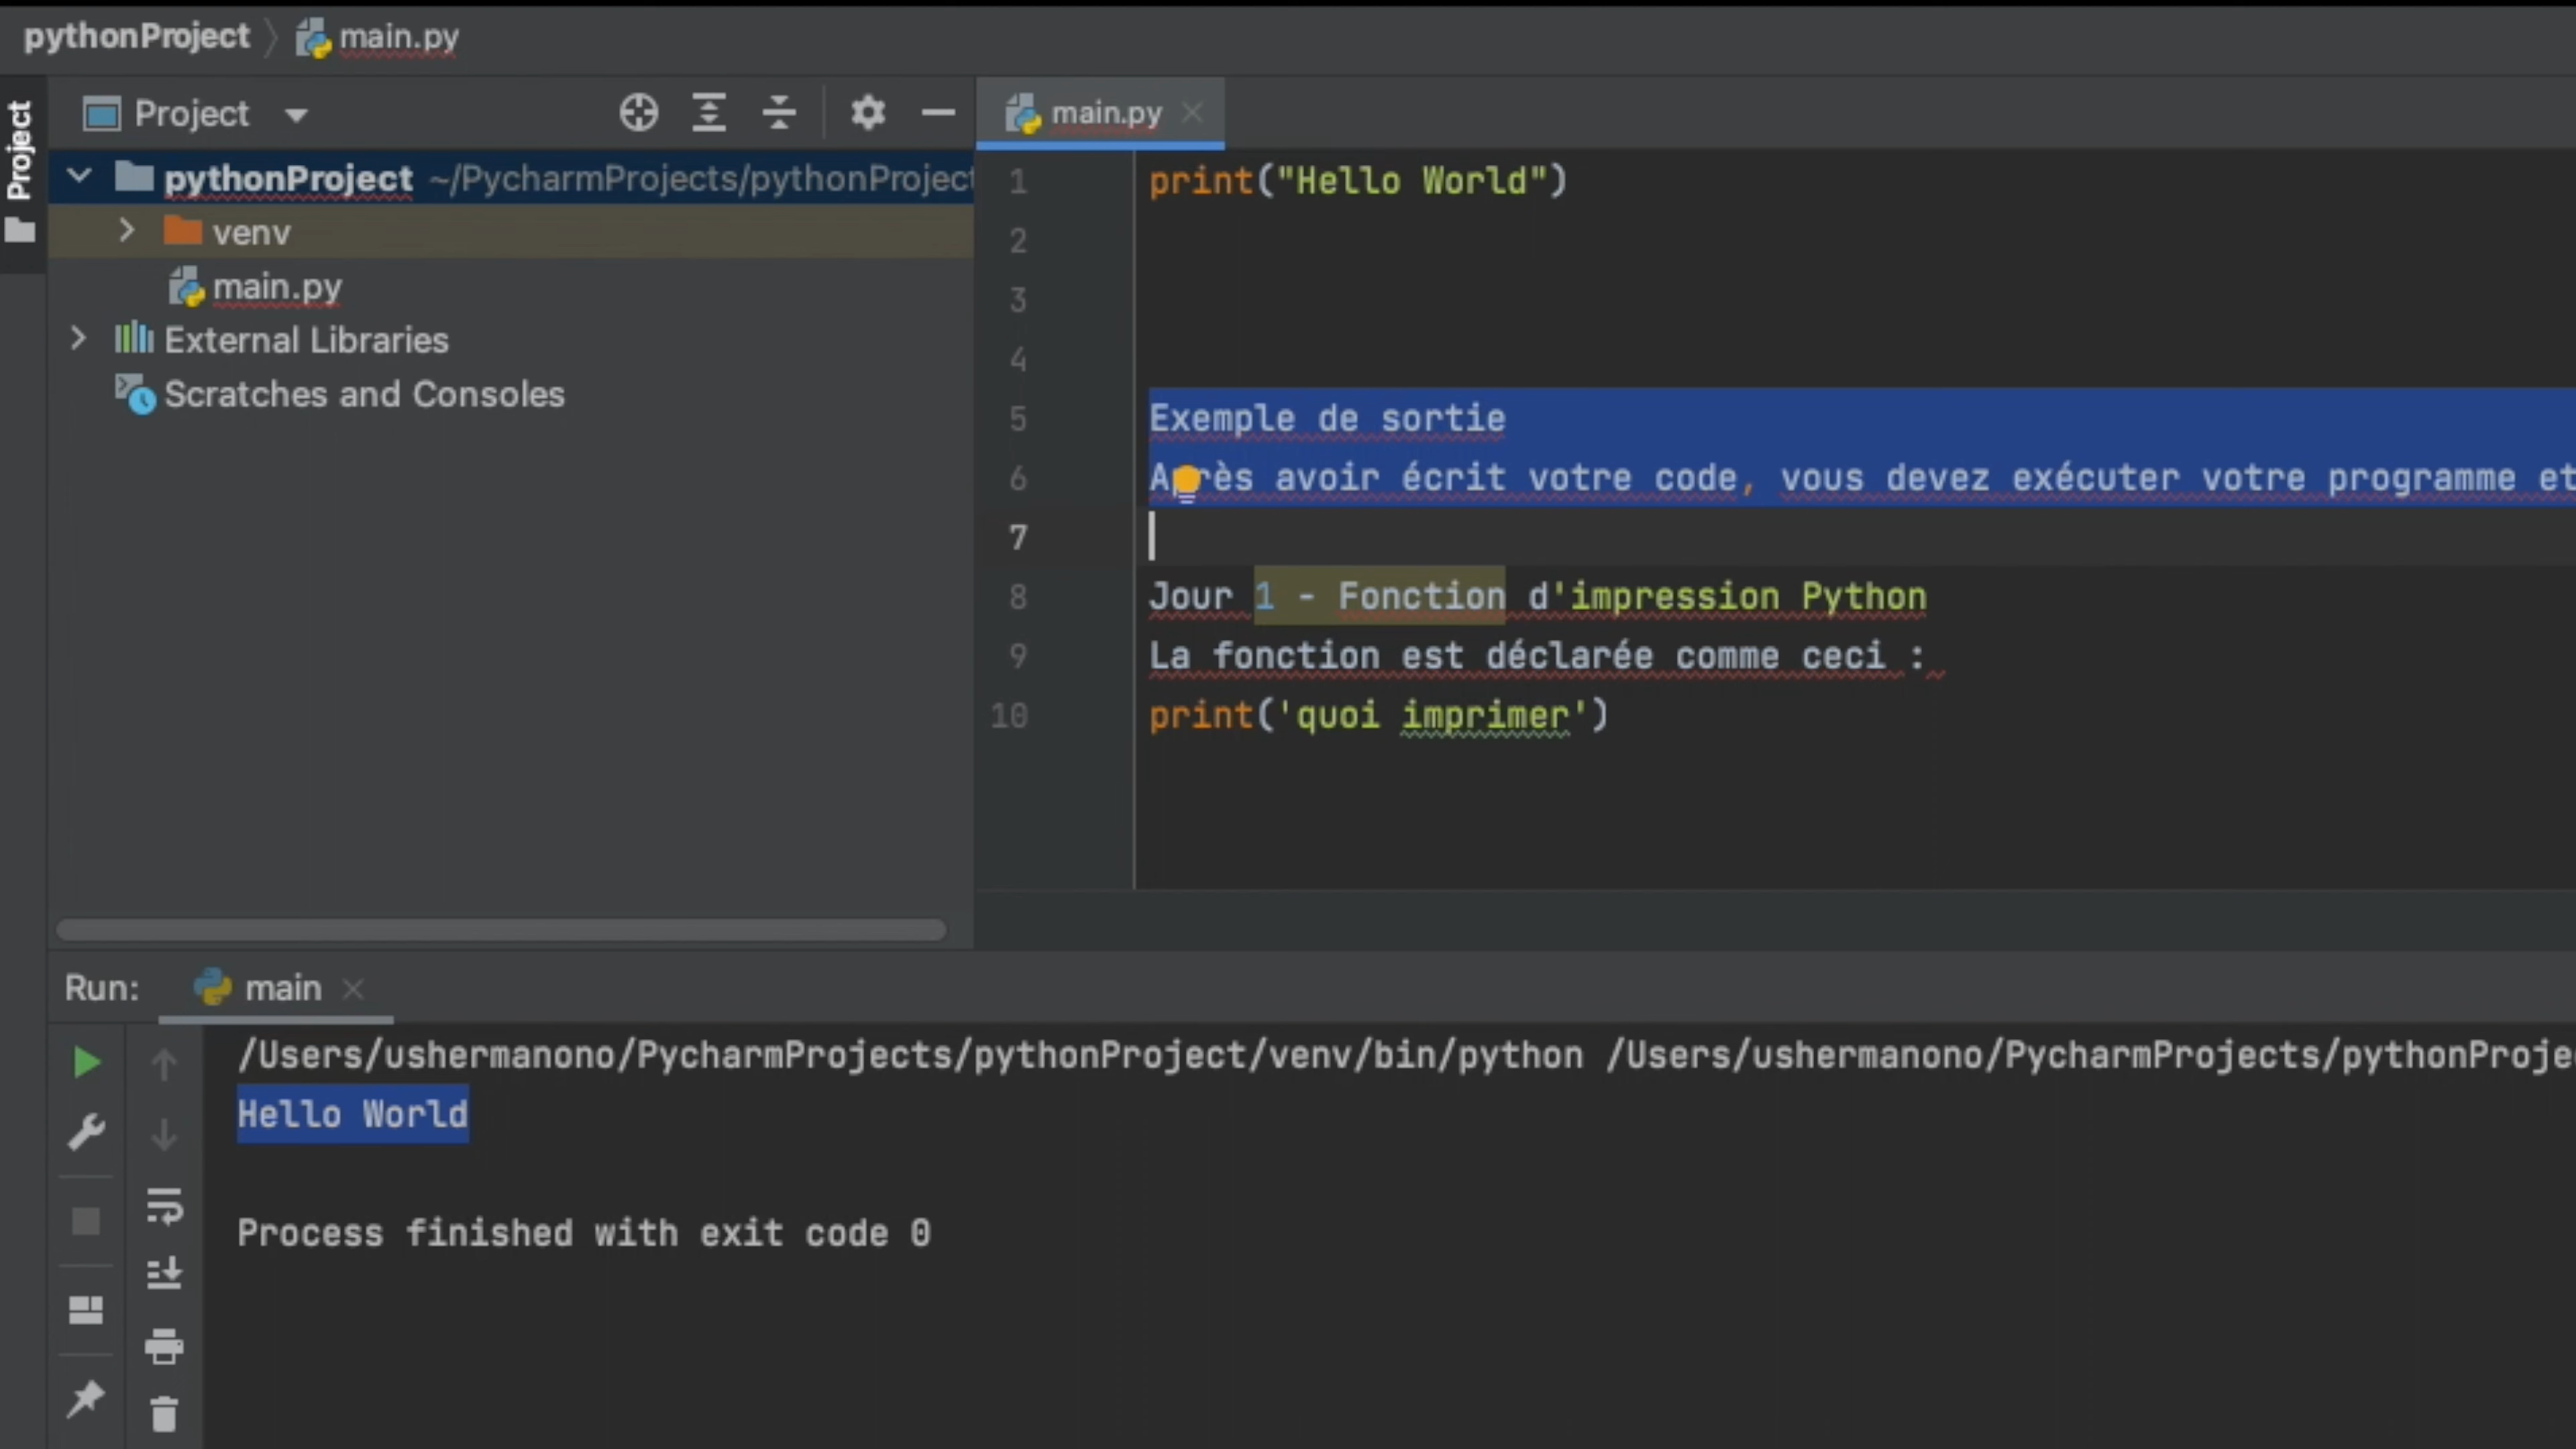 pythonProject main.py
Project
Project
main.py
pythonProject ~/PycharmProjects/pythonProject
venv
main.py
External Libraries
Scratches and Consoles
1 print("Hello World")
2
3
4
5 Exemple de sortie
6 Après avoir écrit votre code, vous devez exécuter votre programme et
7
8 Jour 1 - Fonction d'impression Python
9 La fonction est déclarée comme ceci :
10 print('quoi imprimer')
Run: main
/Users/ushermanono/PycharmProjects/pythonProject/venv/bin/python /Users/ushermanono/PycharmProjects/pythonProje
Hello World
Process finished with exit code 0